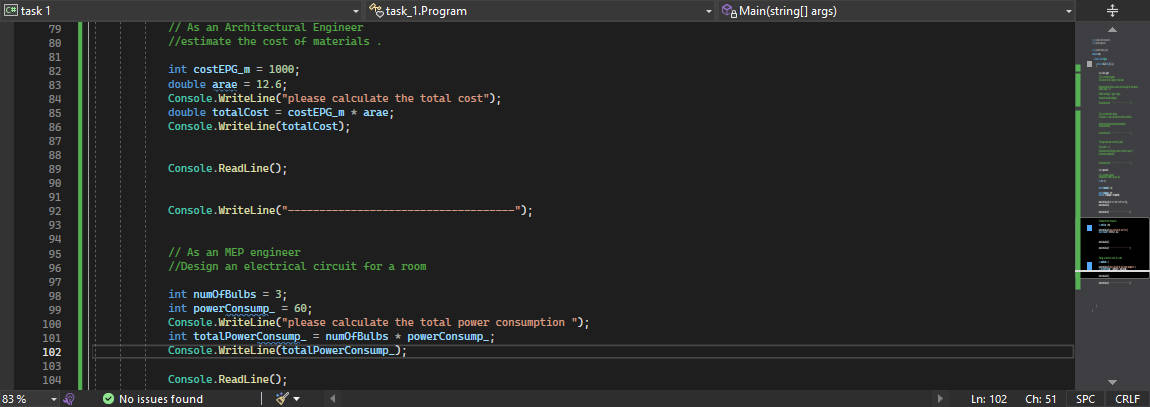 C# task 1
task_1.Program
Main(string[] args)
79 // As an Architectural Engineer
80 //estimate the cost of materials .
81
82 int costEPG_m = 1000;
83 double arae = 12.6;
84 Console.WriteLine("please calculate the total cost");
85 double totalCost = costEPG_m * arae;
86 Console.WriteLine(totalCost);
87
88
89 Console.ReadLine();
90
91
92 Console.WriteLine("------------------------------------");
93
94
95 // As an MEP engineer
96 //Design an electrical circuit for a room
97
98 int numOfBulbs = 3;
99 int powerConsump_ = 60;
100 Console.WriteLine("please calculate the total power consumption ");
101 int totalPowerConsump_ = numOfBulbs * powerConsump_;
102 Console.WriteLine(totalPowerConsump_);
103
104 Console.ReadLine();
83 % No issues found Ln: 102 Ch: 51 SPC CRLF